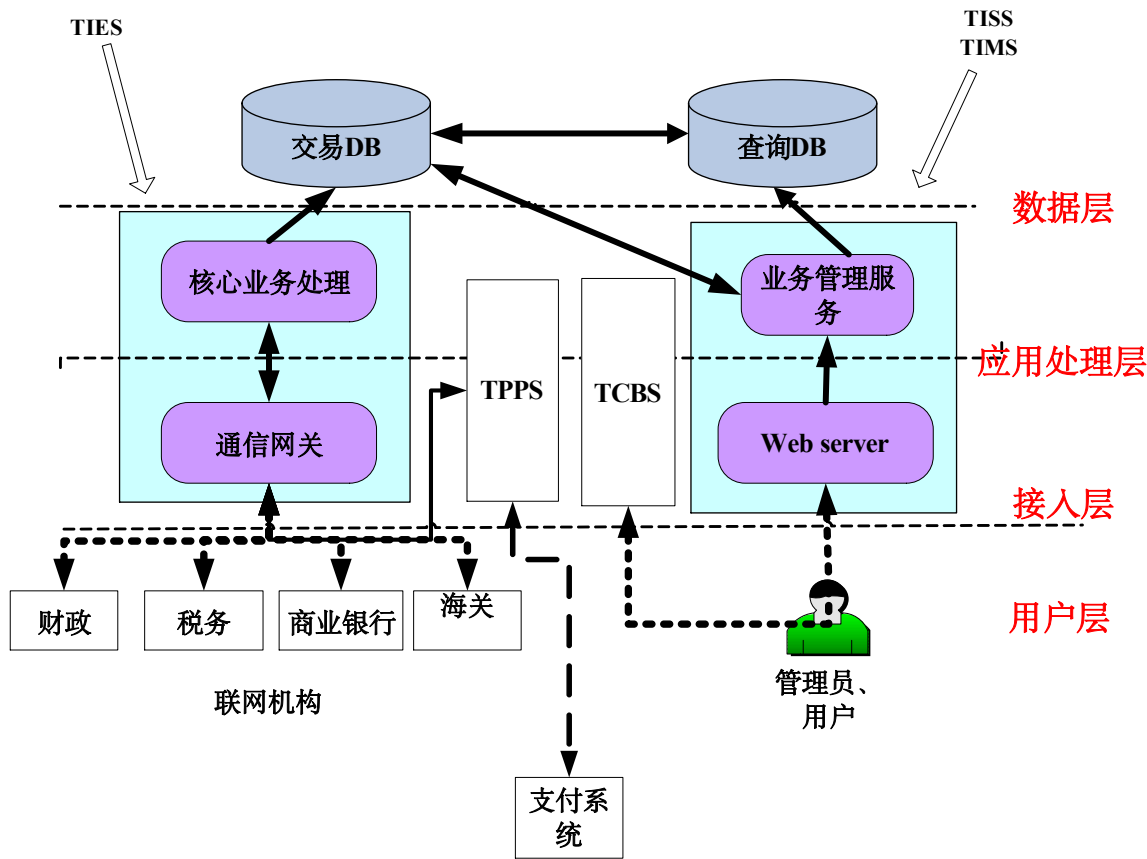 TIES
TISS
TIMS
交易DB
查询DB
数据层
核心业务处理
业务管理服
务
应用处理层
TPPS
TCBS
通信网关
Web server
接入层
财政
税务
商业银行
海关
用户层
联网机构
管理员、
用户
支付系
统